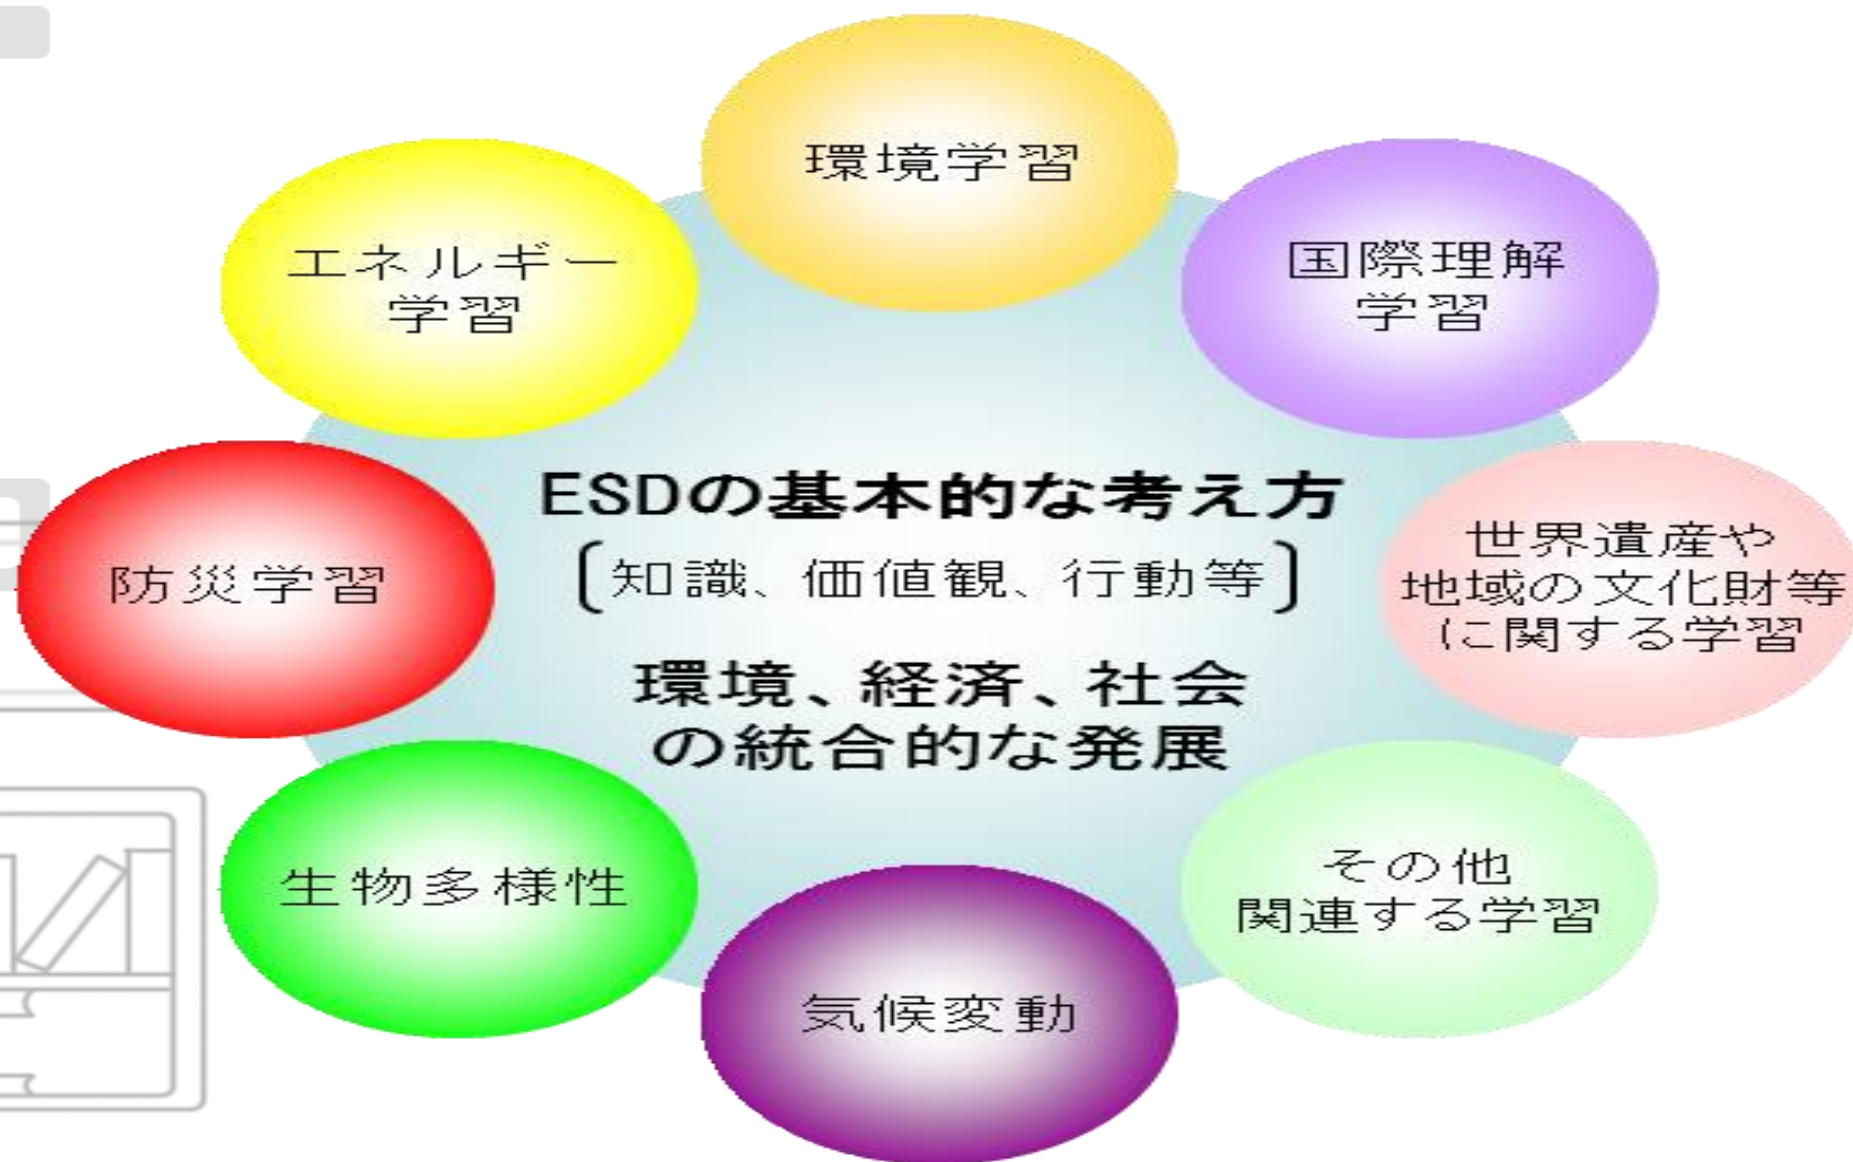 環境学習
エネルギー
学習
国際理解
学習
ESDの基本的な考え方
[知識、価値観、行動等]
環境、経済、社会
の統合的な発展
防災学習
世界遺産や
地域の文化財等
に関する学習
生物多様性
その他
関連する学習
気候変動